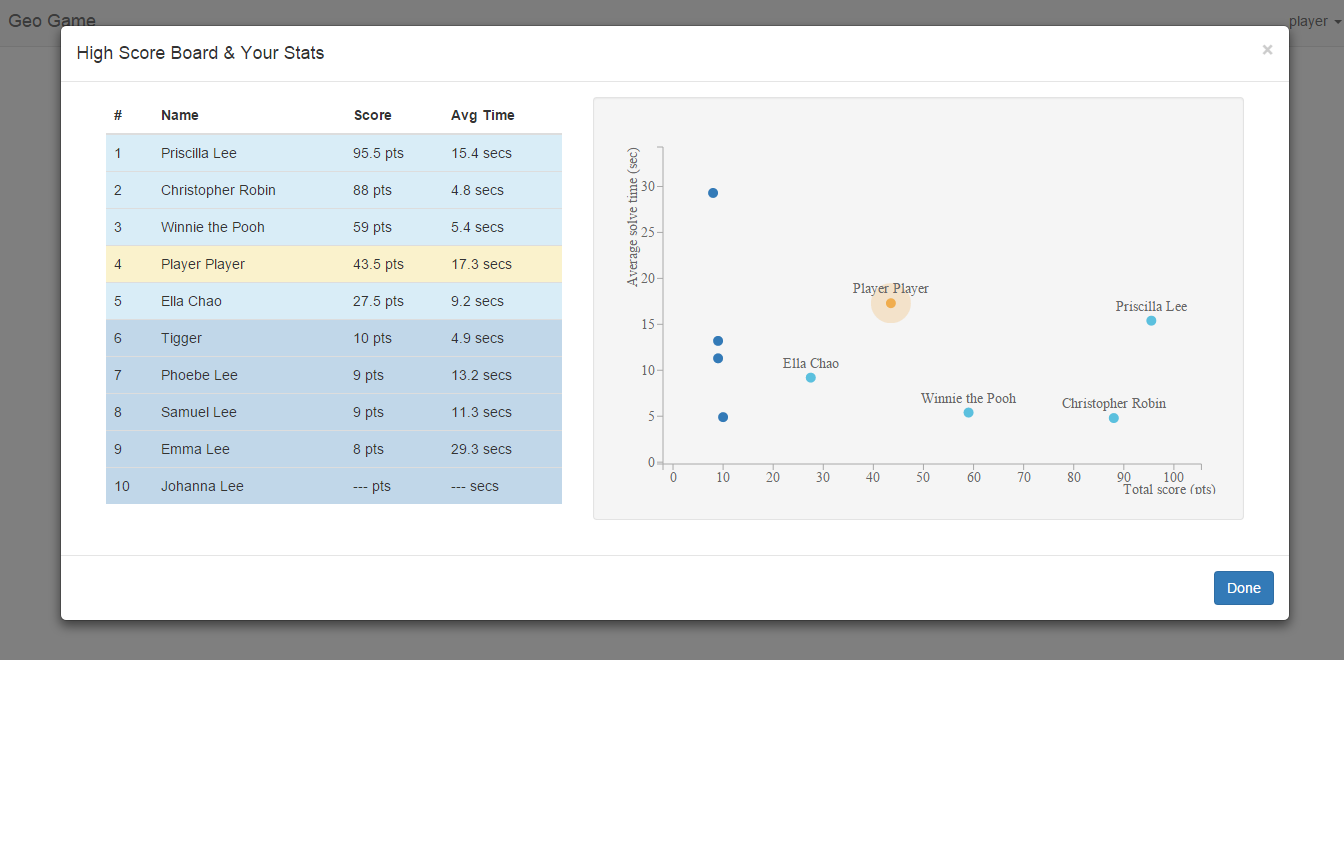 Geo Game
player
High Score Board & Your Stats
×
# Name Score Avg Time
1 Priscilla Lee 95.5 pts 15.4 secs
2 Christopher Robin 88 pts 4.8 secs
3 Winnie the Pooh 59 pts 5.4 secs
4 Player Player 43.5 pts 17.3 secs
5 Ella Chao 27.5 pts 9.2 secs
6 Tigger 10 pts 4.9 secs
7 Phoebe Lee 9 pts 13.2 secs
8 Samuel Lee 9 pts 11.3 secs
9 Emma Lee 8 pts 29.3 secs
10 Johanna Lee --- pts --- secs
Average solve time (sec)
30
25
20
15
10
5
0
Player Player
Priscilla Lee
Ella Chao
Winnie the Pooh
Christopher Robin
0 10 20 30 40 50 60 70 80 90 100
Total score (pts)
Done